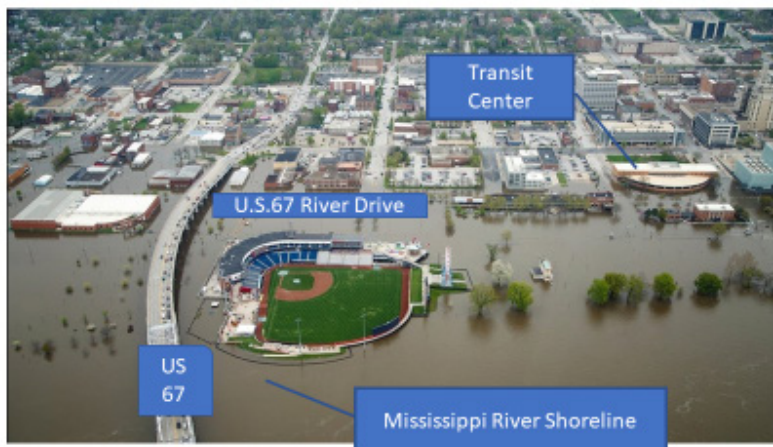 Transit
Center
U.S.67 River Drive
US
67
Mississippi River Shoreline